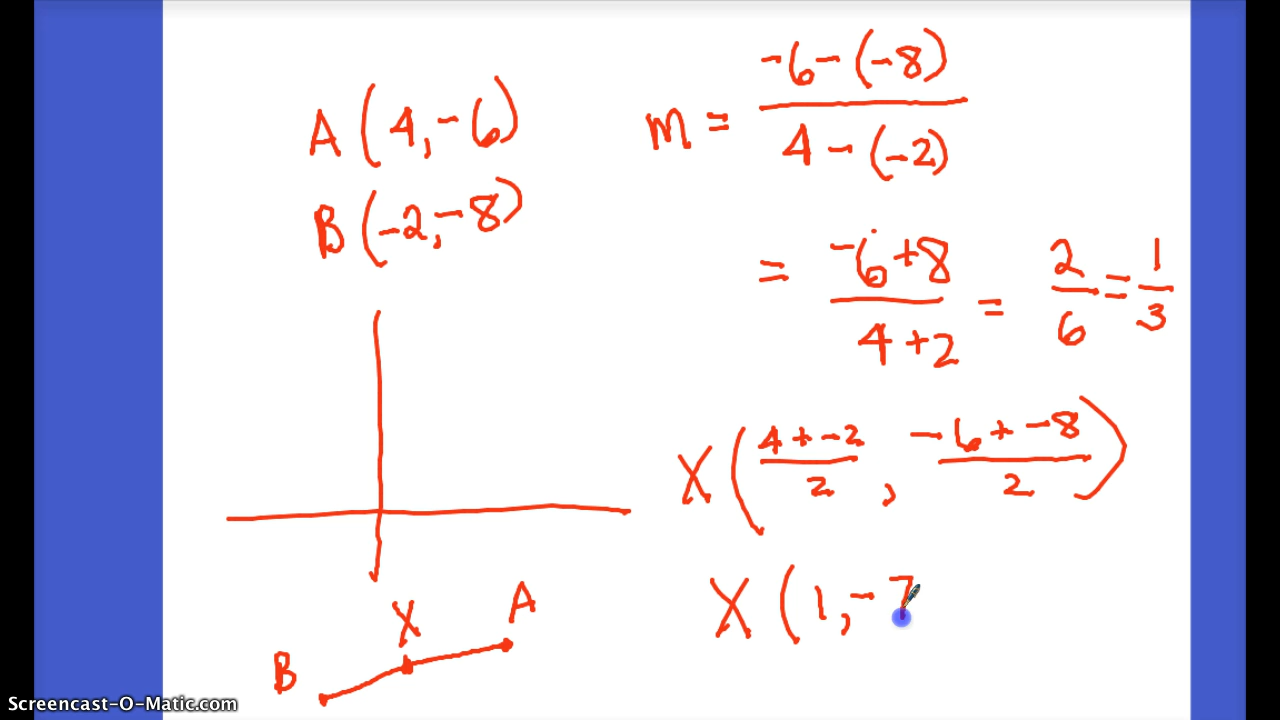 A (4, -6)
B (-2, -8)
m = -6 - (-8) / 4 - (-2)
= -6 + 8 / 4 + 2 = 2 / 6 = 1 / 3
X (4 + -2 / 2, -6 + -8 / 2)
X (1, -7
B
X
A
Screencast-O-Matic.com